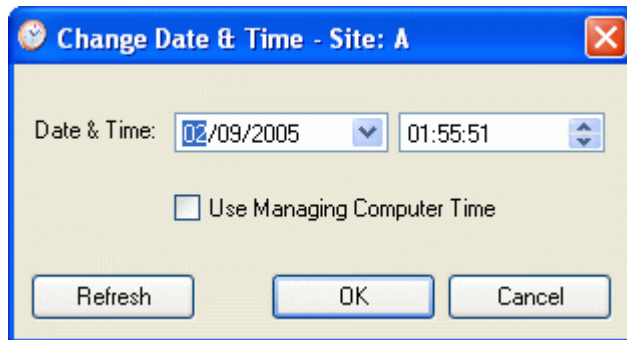 Change Date & Time - Site: A
Date & Time: 02/09/2005 01:55:51
Use Managing Computer Time
Refresh OK Cancel